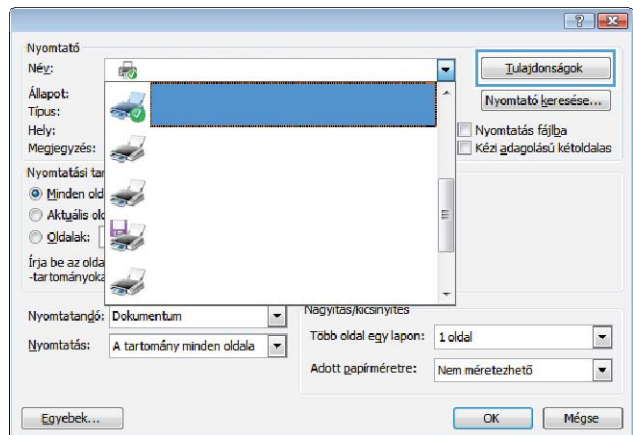 Nyomtató
Név:
Tulajdonságok
Állapot:
Nyomtató keresése...
Típus:
Hely:
Nyomtatás fájlba
Megjegyzés:
Kézi adagolású kétoldalas
Nyomtatási tar
Minden old
Aktuális old
Oldalak:
Írja be az olda
-tartományoka
Nagyítás/kicsinyítés
Nyomtatandó: Dokumentum
Több oldal egy lapon: 1 oldal
Nyomtatás: A tartomány minden oldala
Adott papírméretre: Nem méretezhető
Egyebek...
OK
Mégse